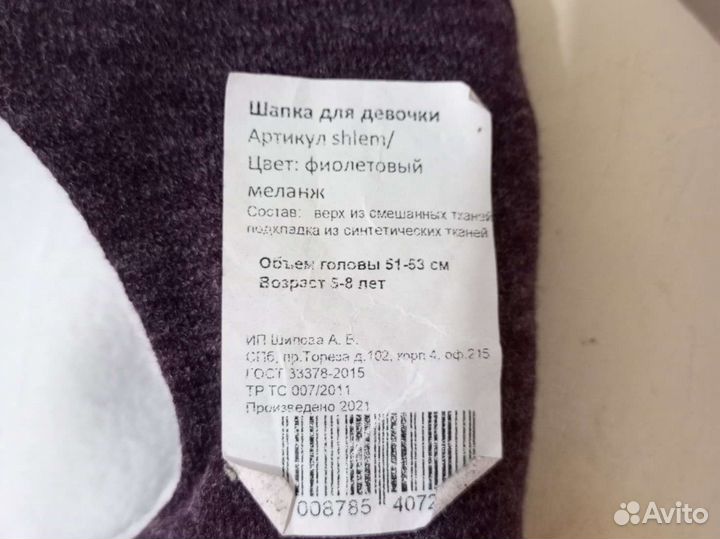 Шапка для девочки
Артикул shlem/
Цвет: фиолетовый
меланж
Состав: верх из смешанных тканей
подкладка из синтетических тканей
Объем головы 51-53 см
Возраст 5-8 лет
ИП Шипова А. В.
СПб, пр.Тореза д.102, корп 4, оф.215
ГОСТ 33378-2015
ТР ТС 007/2011
Произведено 2021
008785 4072
Avito